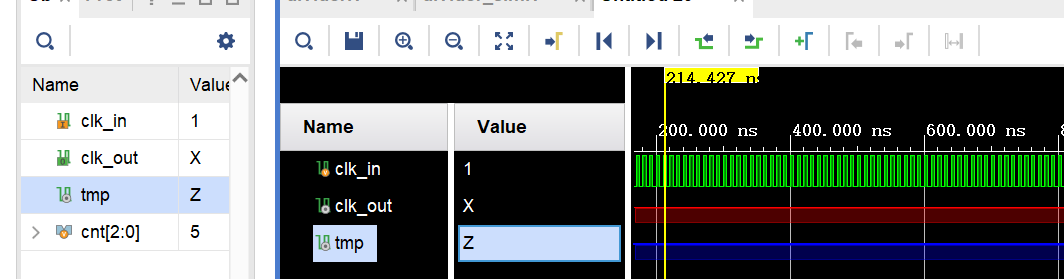 Name Value
clk_in 1
clk_out X
tmp Z
cnt[2:0] 5
Name Value
clk_in 1
clk_out X
tmp Z
214.427 ns
200.000 ns 400.000 ns 600.000 ns